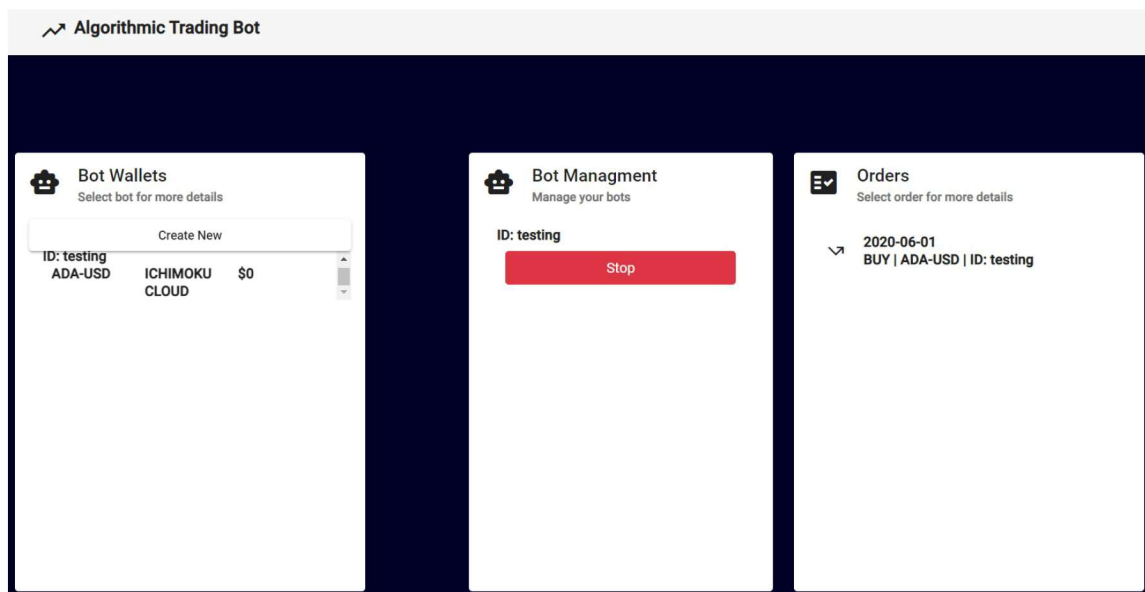 Algorithmic Trading Bot
Bot Wallets
Select bot for more details
Create New
ID: testing
ADA-USD ICHIMOKU $0
CLOUD
Bot Managment
Manage your bots
ID: testing
Stop
Orders
Select order for more details
2020-06-01
BUY | ADA-USD | ID: testing